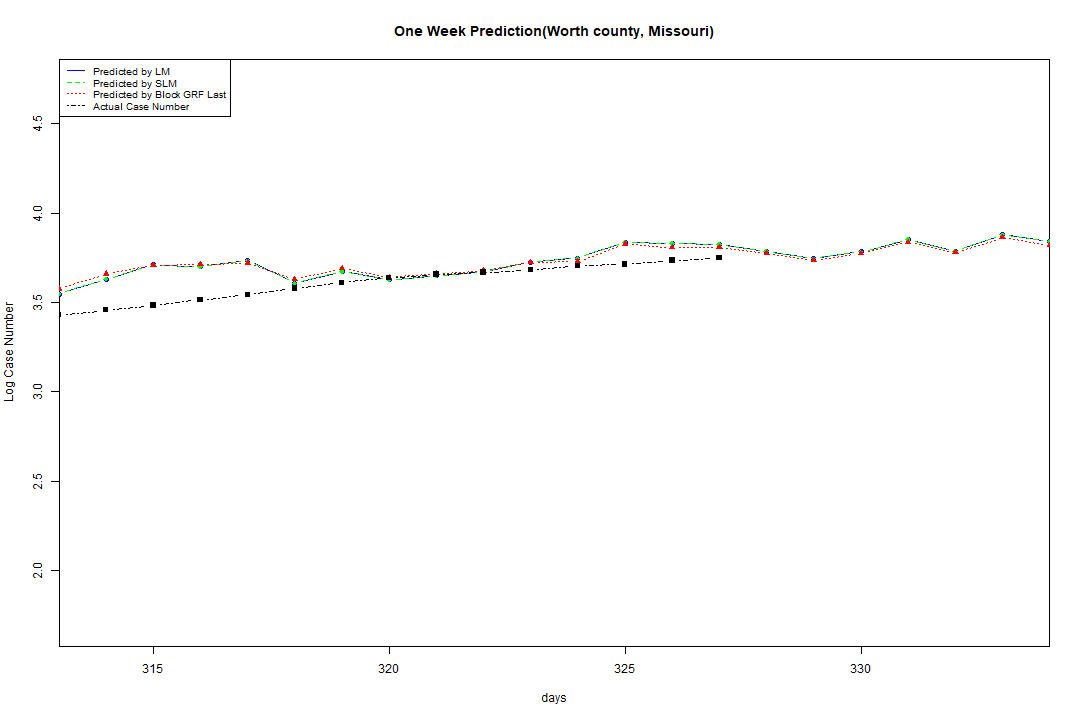 One Week Prediction(Worth county, Missouri)
Predicted by LM
Predicted by SLM
Predicted by Block GRF Last
Actual Case Number
4.5
4.0
3.5
3.0
2.5
2.0
Log Case Number
315 320 325 330
days